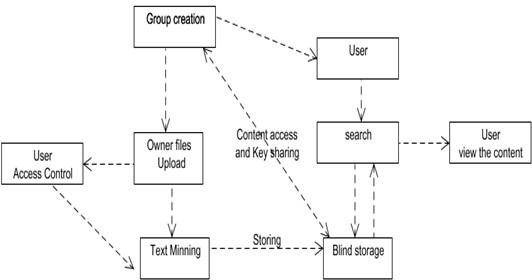 Group creation
User
Owner files
Upload
Content access
and Key sharing
search
User
view the content
User
Access Control
Text Minning
Storing
Blind storage